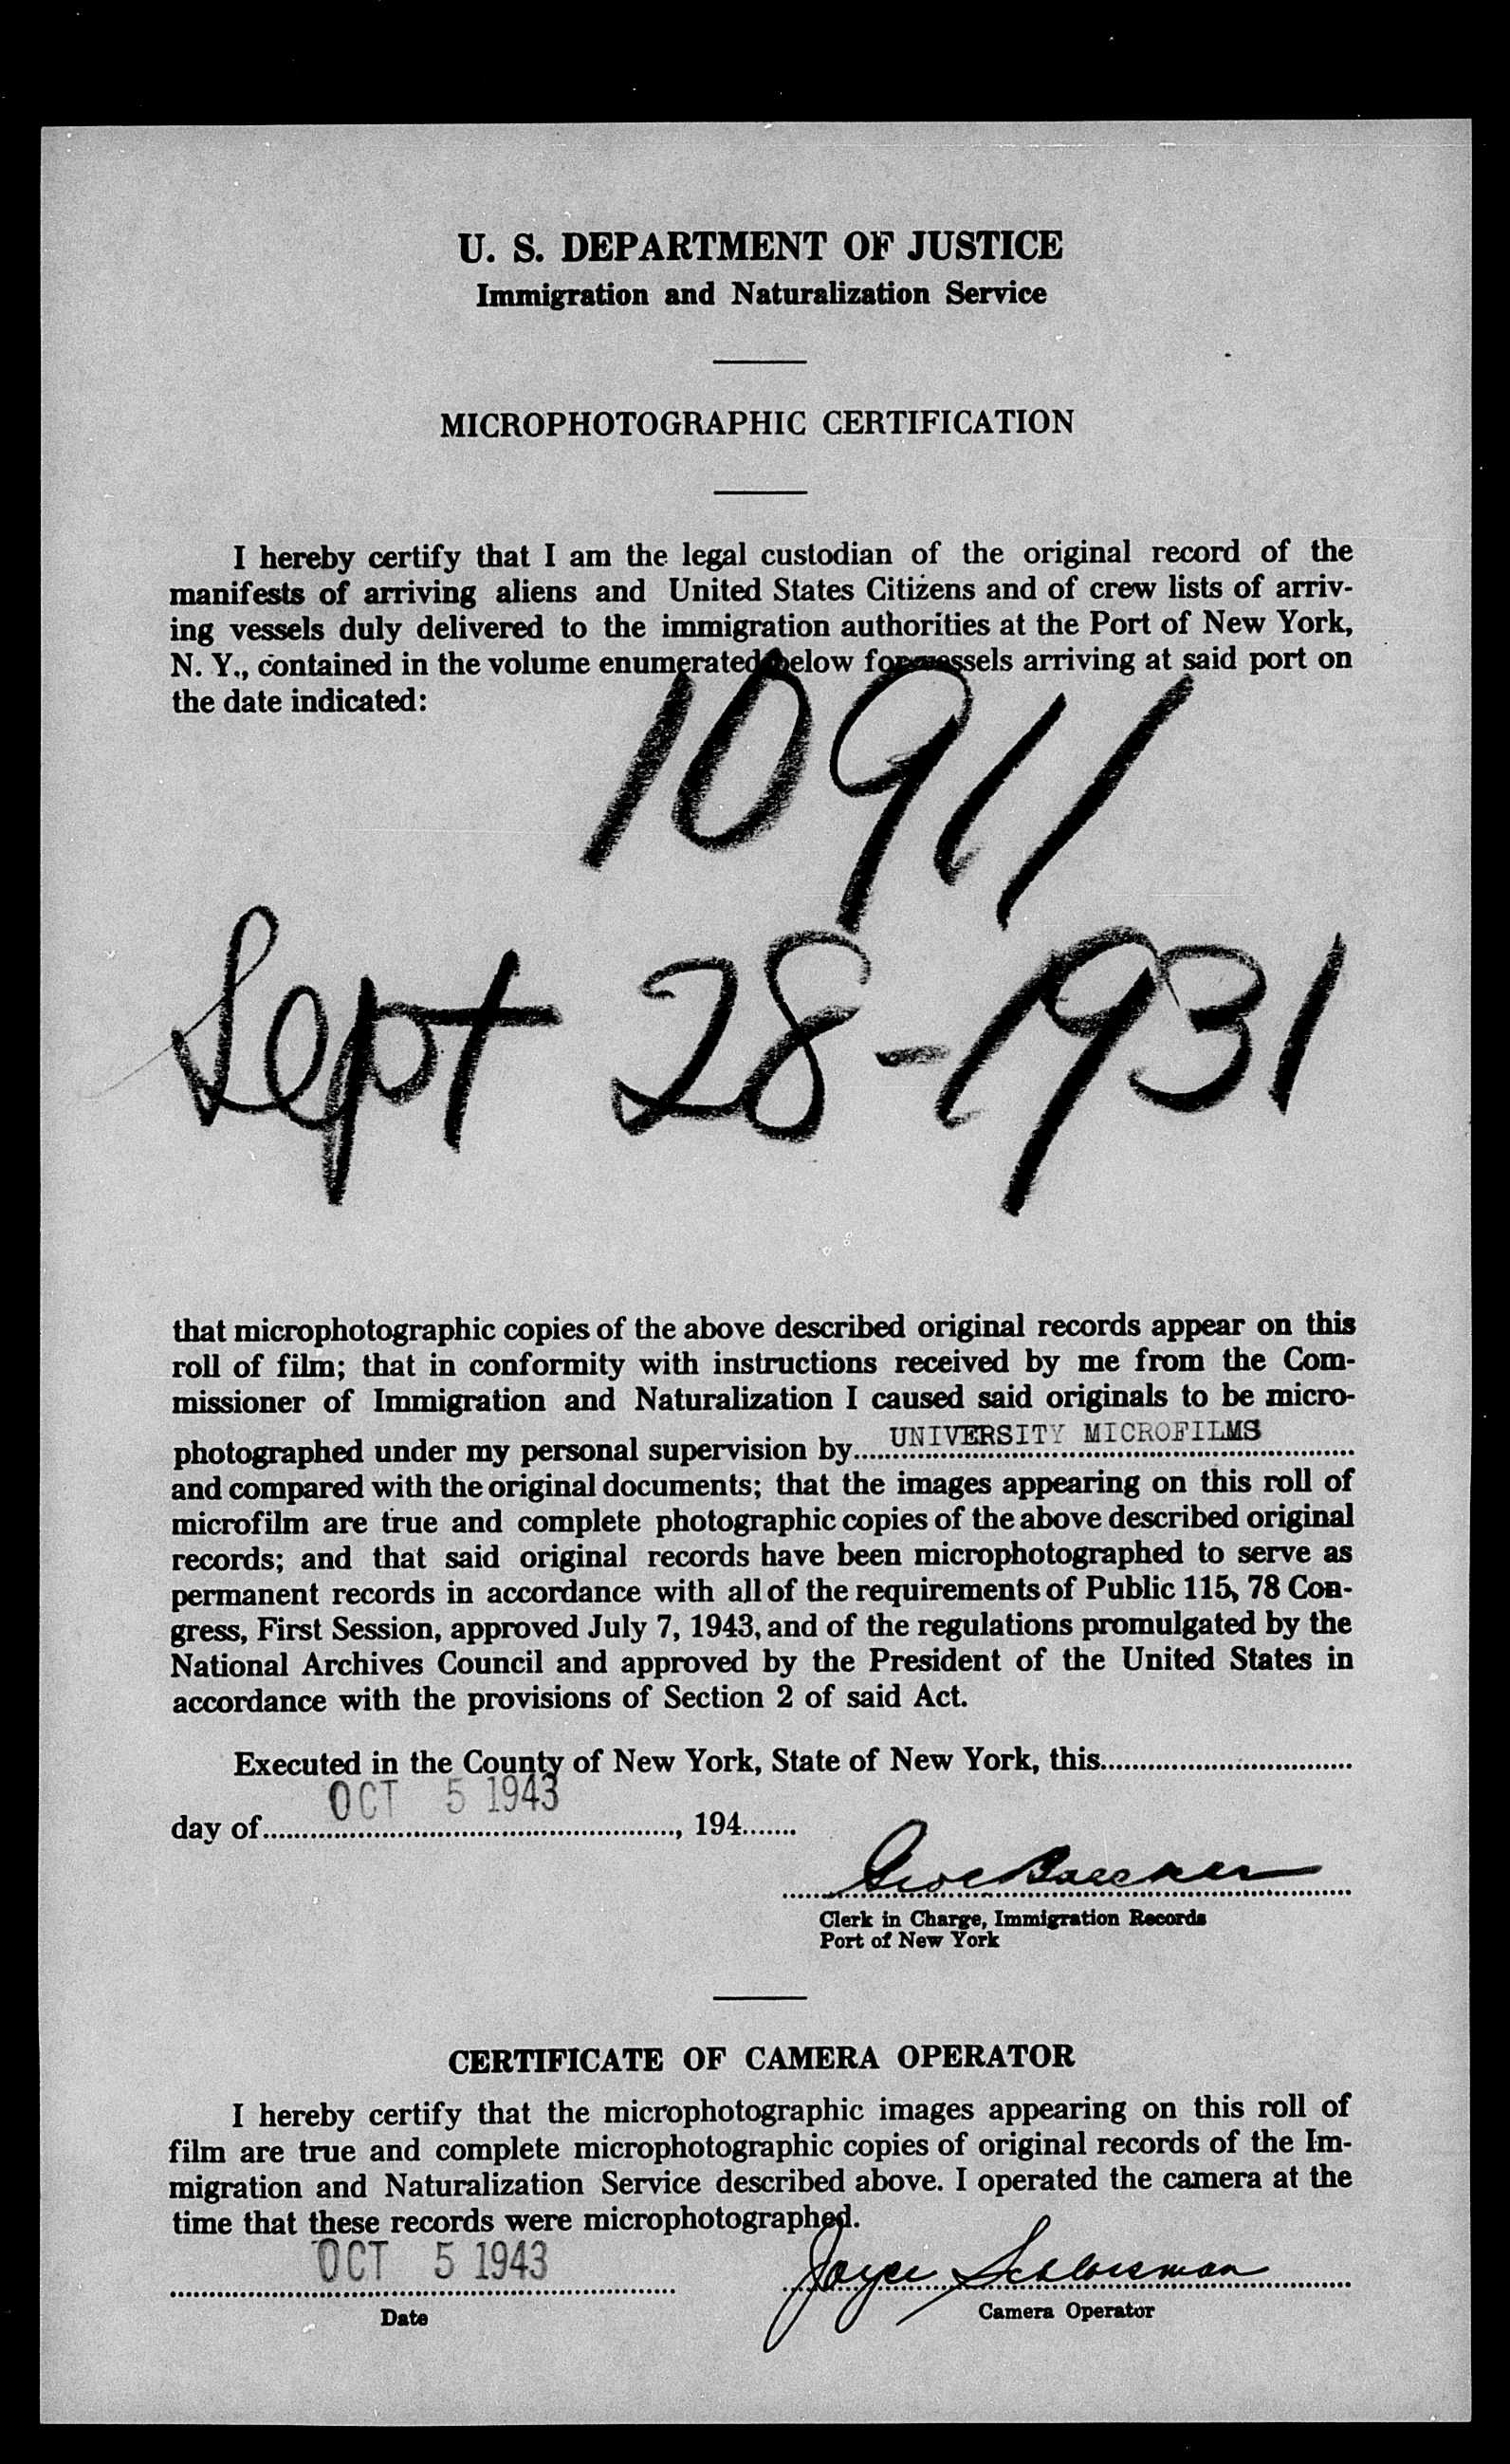 U. S. DEPARTMENT OF JUSTICE
Immigration and Naturalization Service
MICROPHOTOGRAPHIC CERTIFICATION
I hereby certify that I am the legal custodian of the original record of the
manifests of arriving aliens and United States Citizens and of crew lists of arriv-
ing vessels duly delivered to the immigration authorities at the Port of New York,
N. Y., contained in the volume enumerated below for vessels arriving at said port on
the date indicated:
10911
Sept 28-1931
that microphotographic copies of the above described original records appear on this
roll of film; that in conformity with instructions received by me from the Com-
missioner of Immigration and Naturalization I caused said originals to be micro-
photographed under my personal supervision by UNIVERSITY MICROFILMS
and compared with the original documents; that the images appearing on this roll of
microfilm are true and complete photographic copies of the above described original
records; and that said original records have been microphotographed to serve as
permanent records in accordance with all of the requirements of Public 115, 78 Con-
gress, First Session, approved July 7, 1943, and of the regulations promulgated by the
National Archives Council and approved by the President of the United States in
accordance with the provisions of Section 2 of said Act.
Executed in the County of New York, State of New York, this
OCT 5 1943
day of, 194
Clerk in Charge, Immigration Records
Port of New York
CERTIFICATE OF CAMERA OPERATOR
I hereby certify that the microphotographic images appearing on this roll of
film are true and complete microphotographic copies of original records of the Im-
migration and Naturalization Service described above. I operated the camera at the
time that these records were microphotographed.
OCT 5 1943
Joyce
Date
Camera Operator